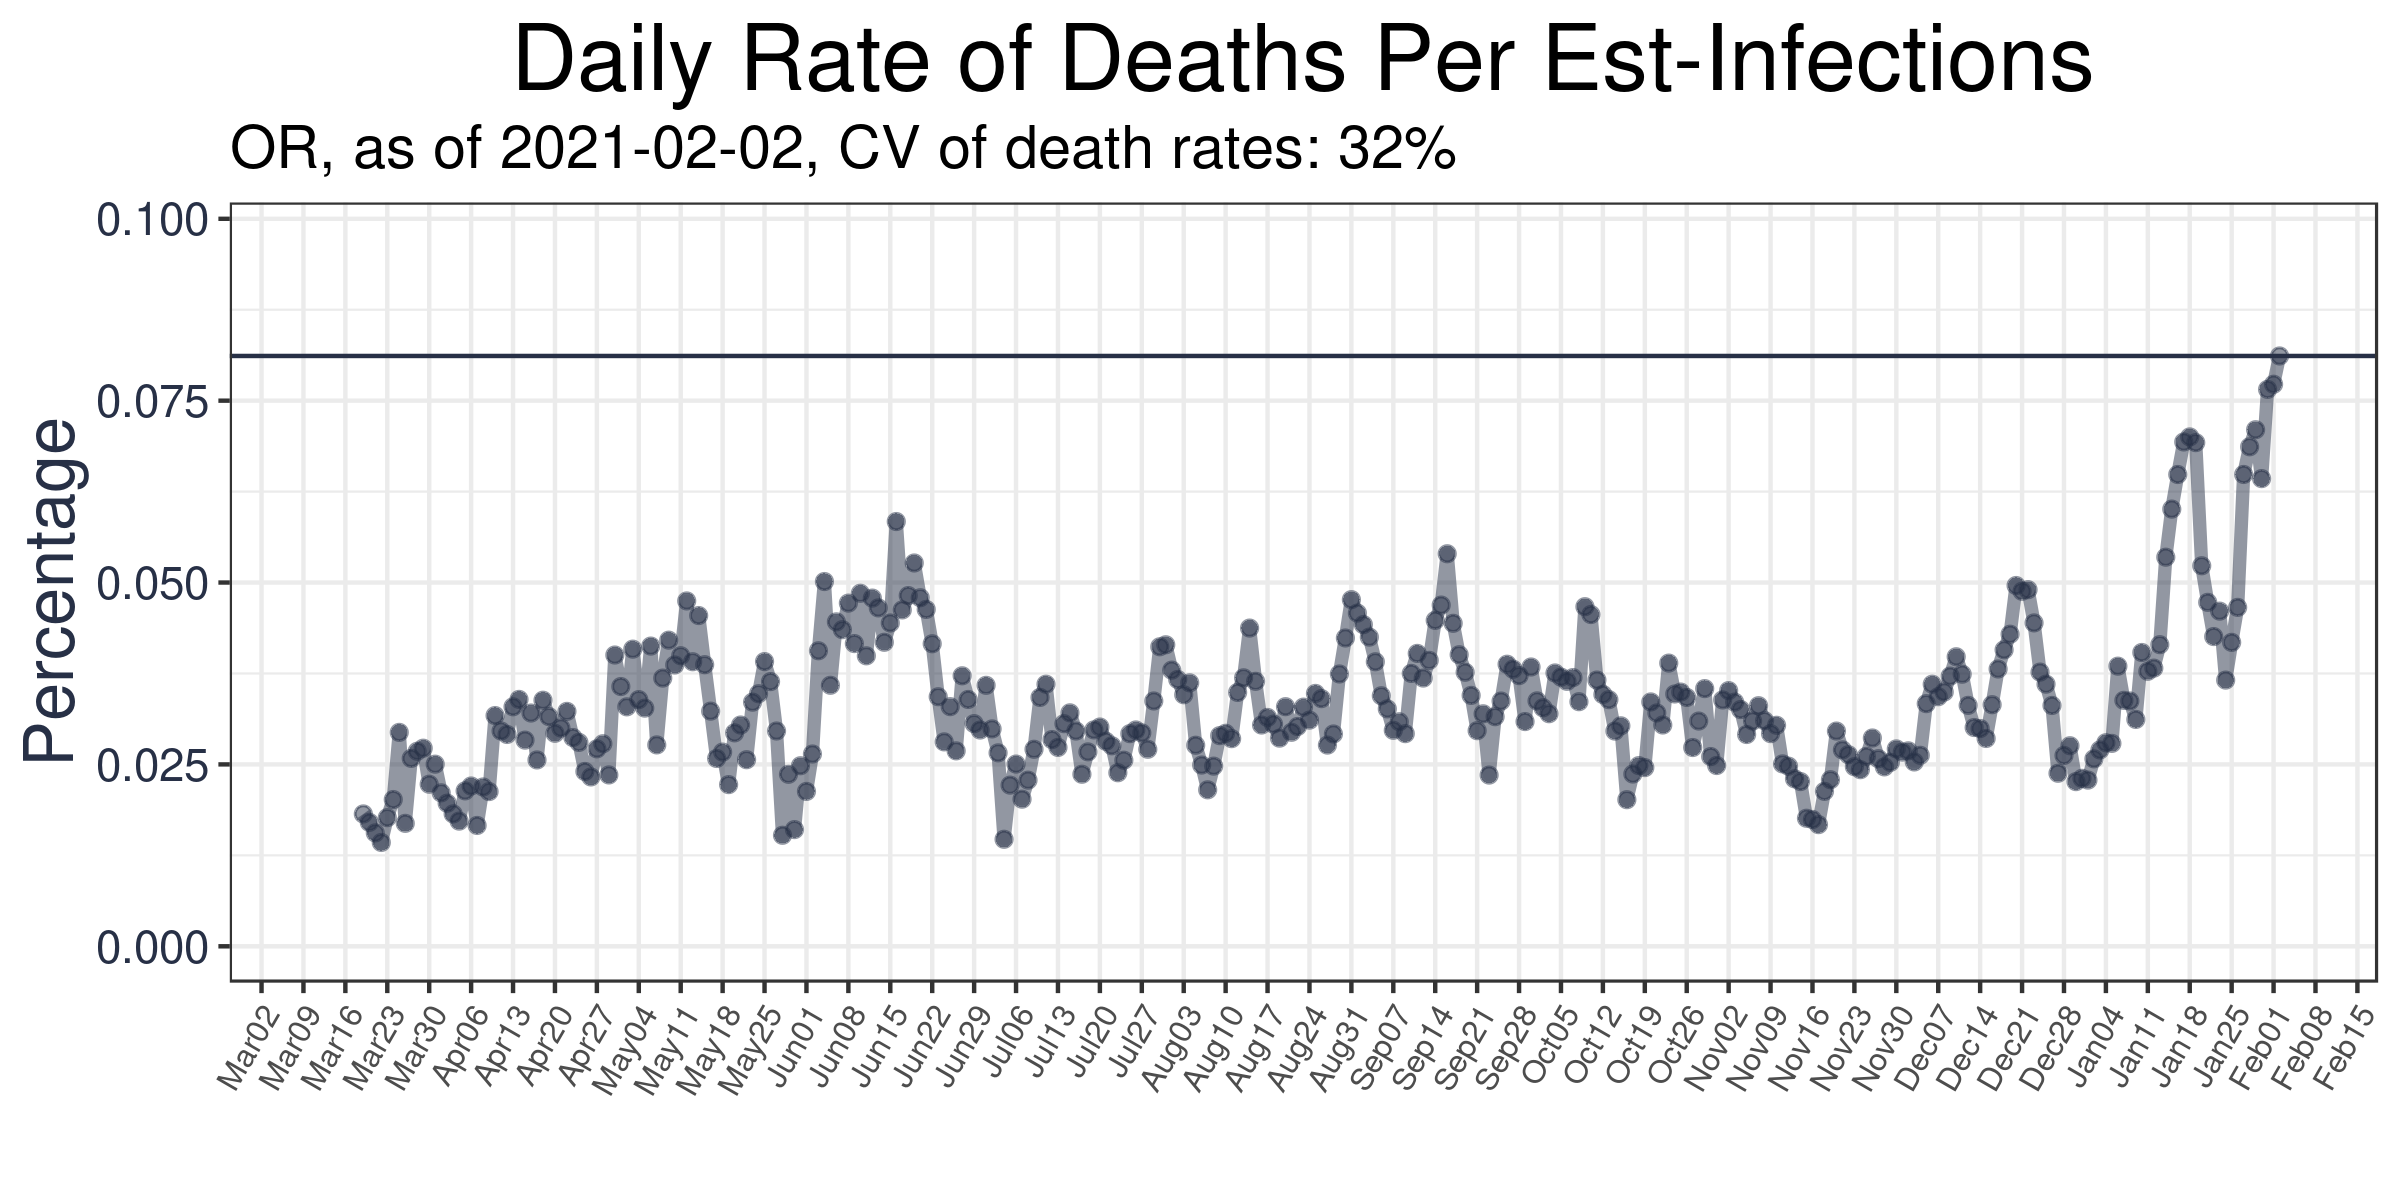 Daily Rate of Deaths Per Est-Infections
OR, as of 2021-02-02, CV of death rates: 32%
Percentage
0.100
0.075
0.050
0.025
0.000
Mar02
Mar09
Mar16
Mar23
Mar30
Apr06
Apr13
Apr20
Apr27
May04
May11
May18
May25
Jun01
Jun08
Jun15
Jun22
Jun29
Jul06
Jul13
Jul20
Jul27
Aug03
Aug10
Aug17
Aug24
Aug31
Sep07
Sep14
Sep21
Sep28
Oct05
Oct12
Oct19
Oct26
Nov02
Nov09
Nov16
Nov23
Nov30
Dec07
Dec14
Dec21
Dec28
Jan04
Jan11
Jan18
Jan25
Feb01
Feb08
Feb15